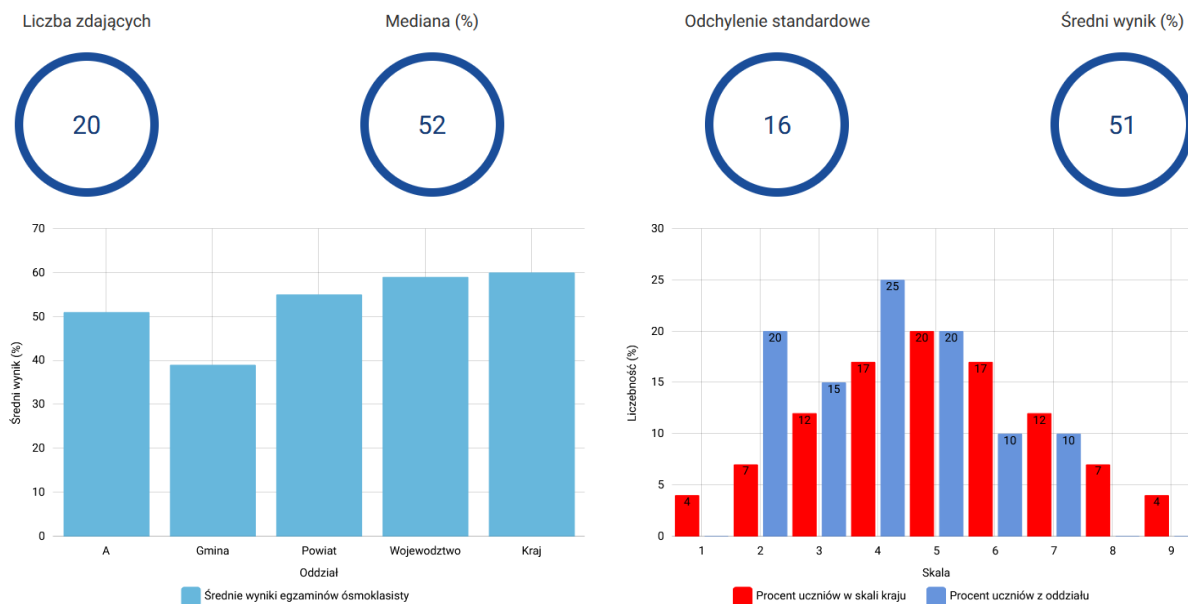 Liczba zdających
Mediana (%)
Odchylenie standardowe
Średni wynik (%)
20
52
16
51
70
60
50
40
30
20
10
0
Średni wynik (%)
A
Gmina
Powiat
Wojewodztwo
Kraj
Oddział
Średnie wyniki egzaminów ósmoklasisty
30
25
20
15
10
5
0
Liczebność (%)
4
7
20
12
15
17
25
20
20
17
10
12
10
7
4
1
2
3
4
5
6
7
8
9
Skala
Procent uczniów w skali kraju
Procent uczniów z oddziału